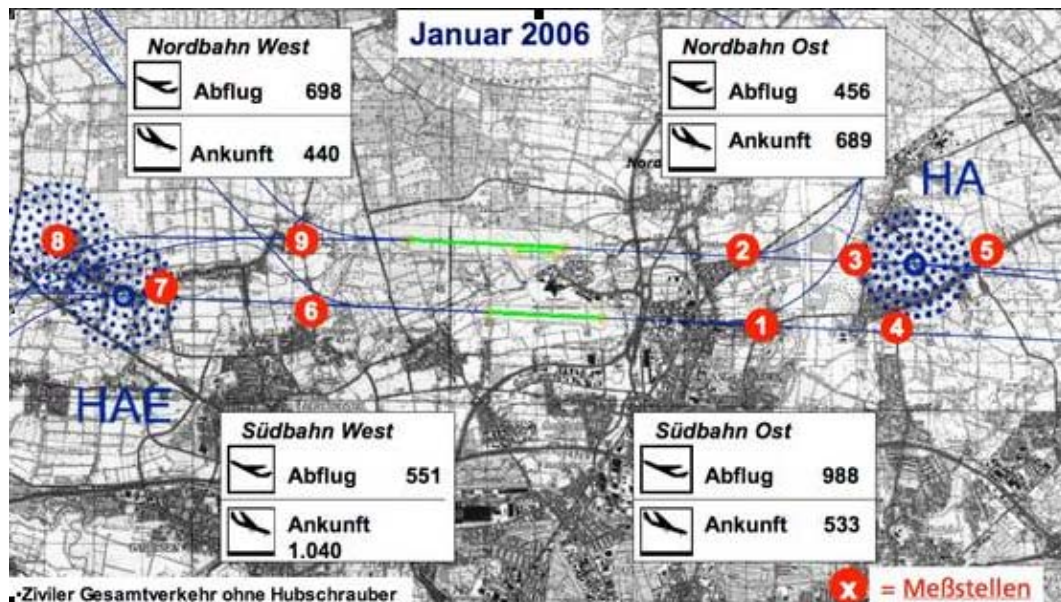 Januar 2006
Nordbahn West
Abflug 698
Ankunft 440
Nordbahn Ost
Abflug 456
Ankunft 689
Nord
HA
8
9
2
3
5
7
6
1
4
HAE
Südbahn West
Abflug 551
Ankunft
1.040
Südbahn Ost
Abflug 988
Ankunft 533
Ziviler Gesamtverkehr ohne Hubschrauber
x = Meßstellen